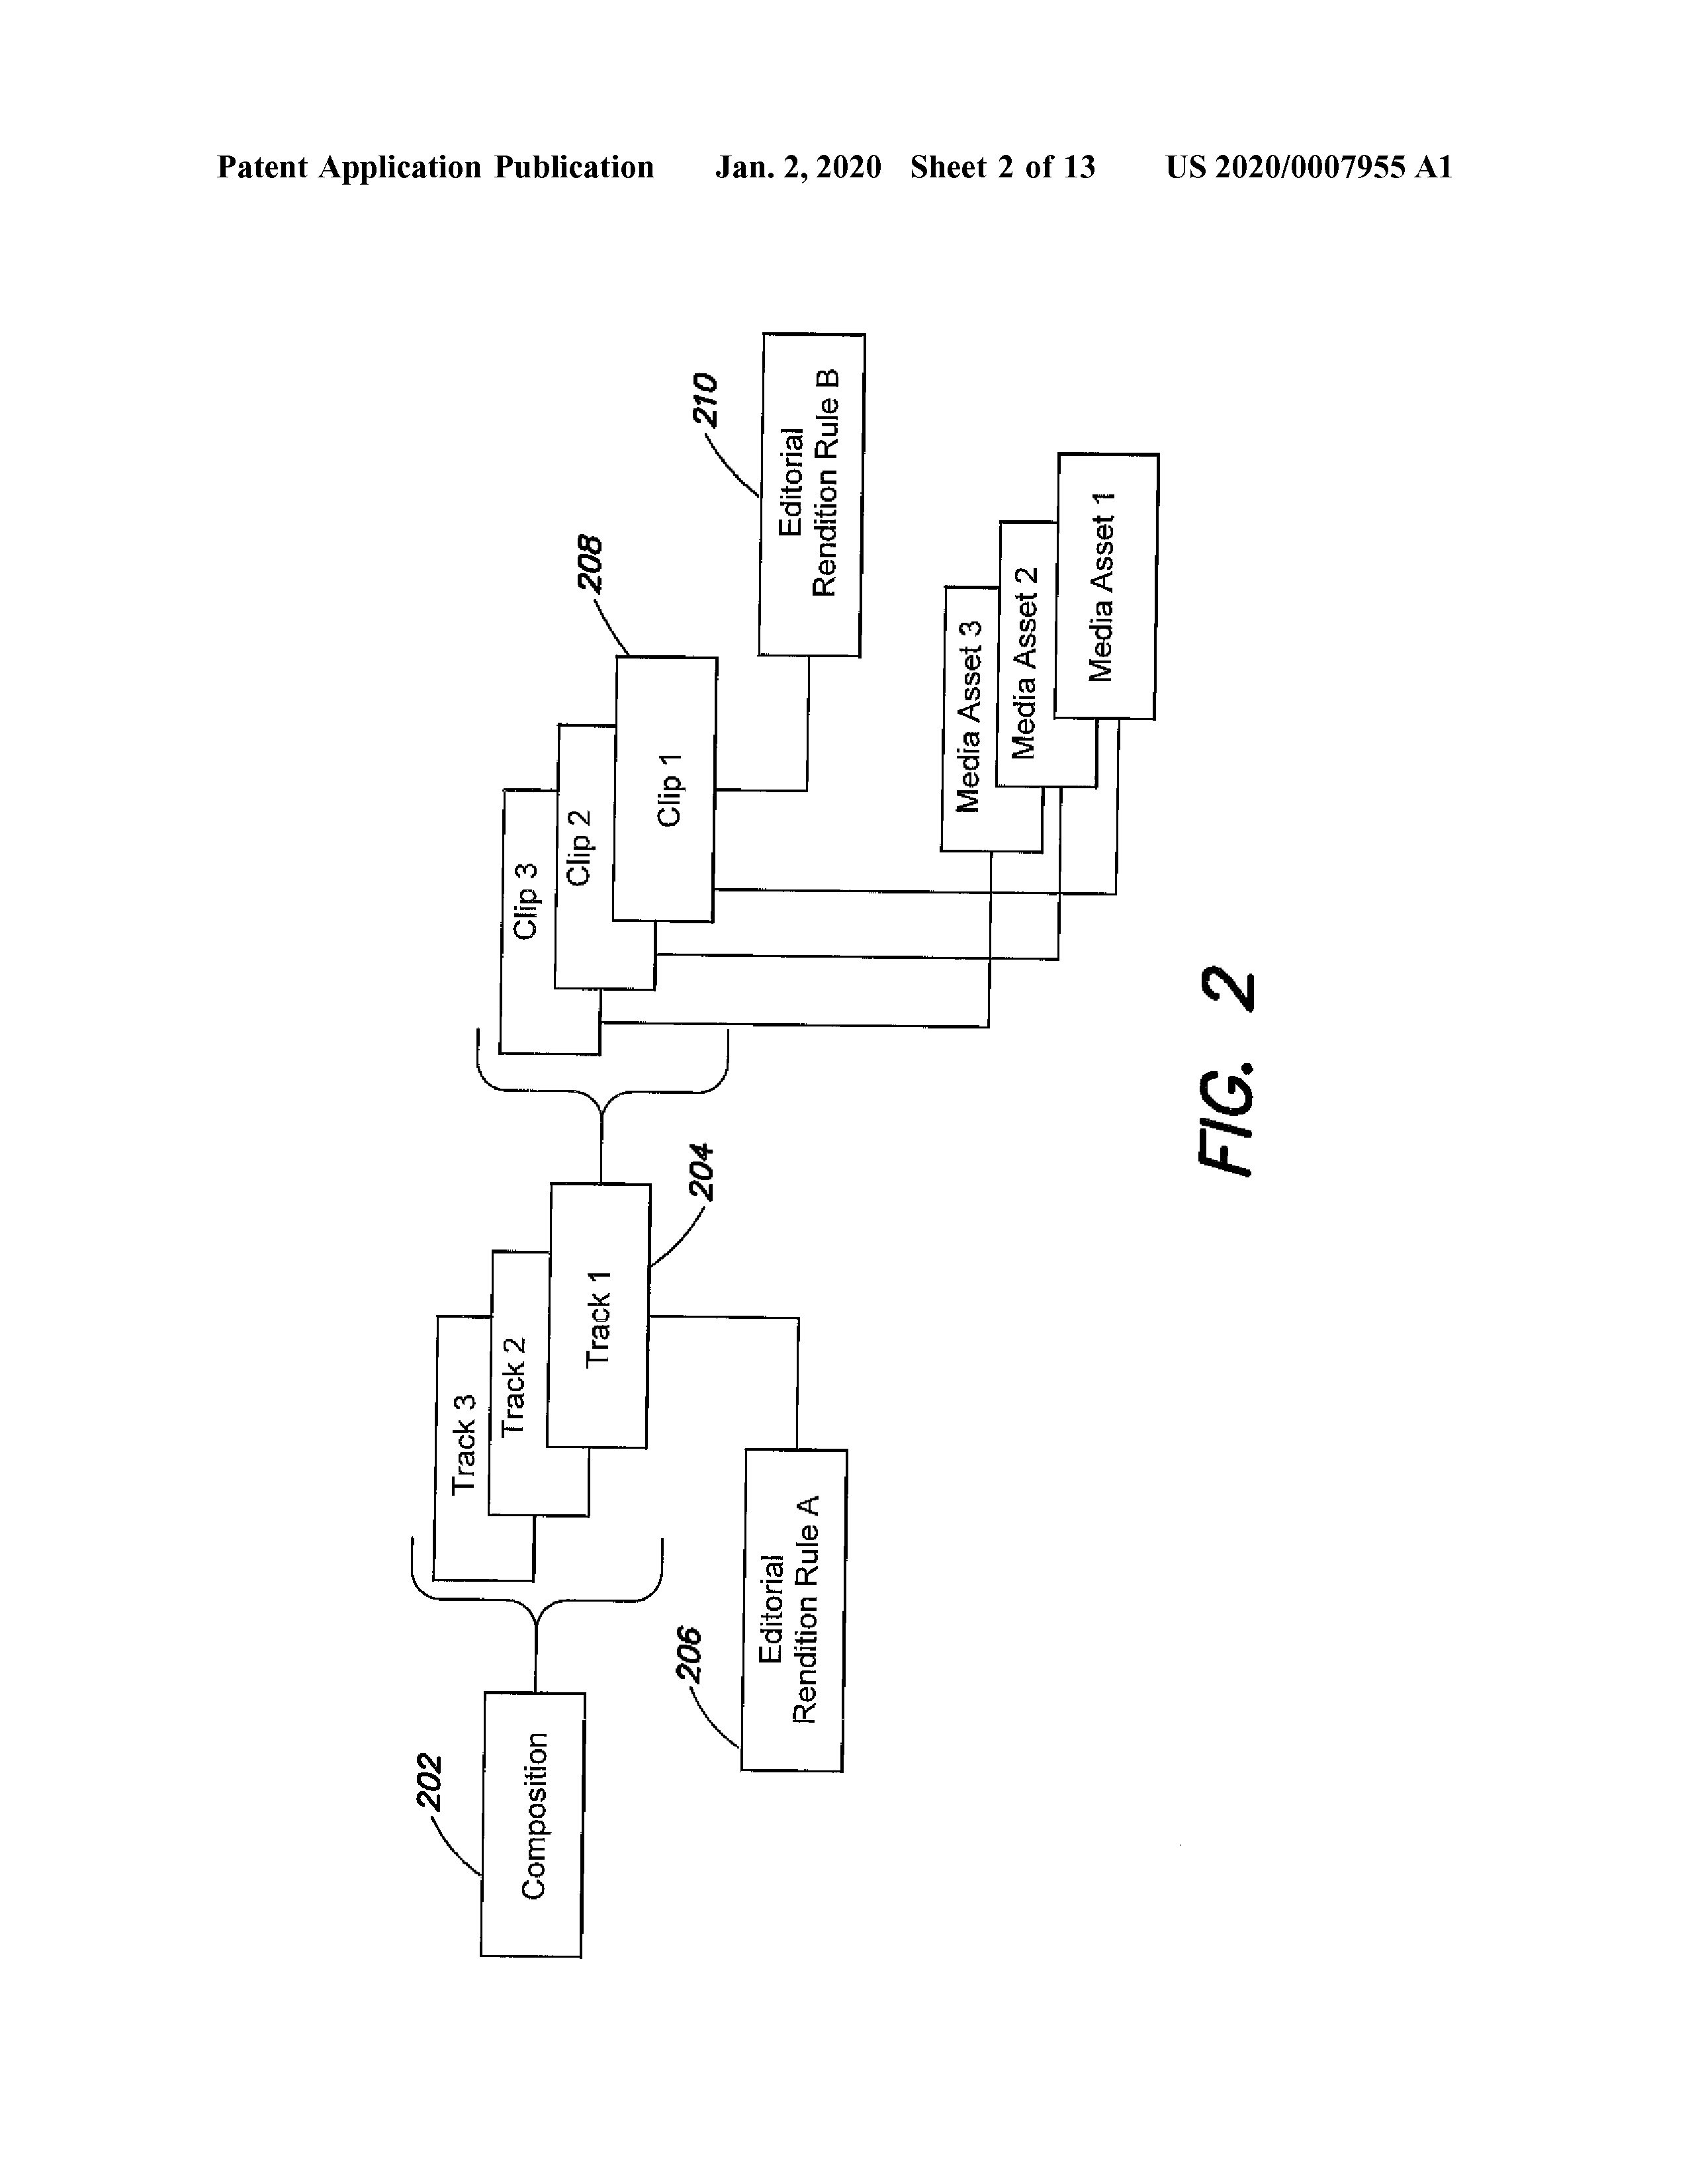 Patent Application Publication Jan. 2, 2020 Sheet 2 of 13 US 2020/0007955 A1
202
Composition
Track 3
Track 2
Track 1
204
206
Editorial
Rendition Rule A
Clip 3
Clip 2
Clip 1
208
210
Editorial
Rendition Rule B
Media Asset 3
Media Asset 2
Media Asset 1
FIG. 2